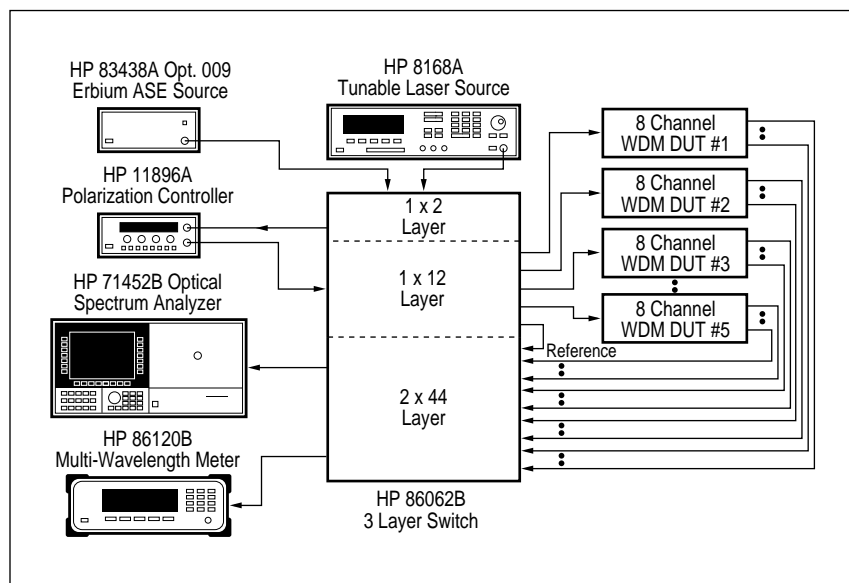 HP 83438A Opt. 009
Erbium ASE Source
HP 8168A
Tunable Laser Source
HP 11896A
Polarization Controller
HP 71452B Optical
Spectrum Analyzer
HP 86120B
Multi-Wavelength Meter
1 x 2
Layer
1 x 12
Layer
2 x 44
Layer
HP 86062B
3 Layer Switch
8 Channel
WDM DUT #1
8 Channel
WDM DUT #2
8 Channel
WDM DUT #3
8 Channel
WDM DUT #5
Reference